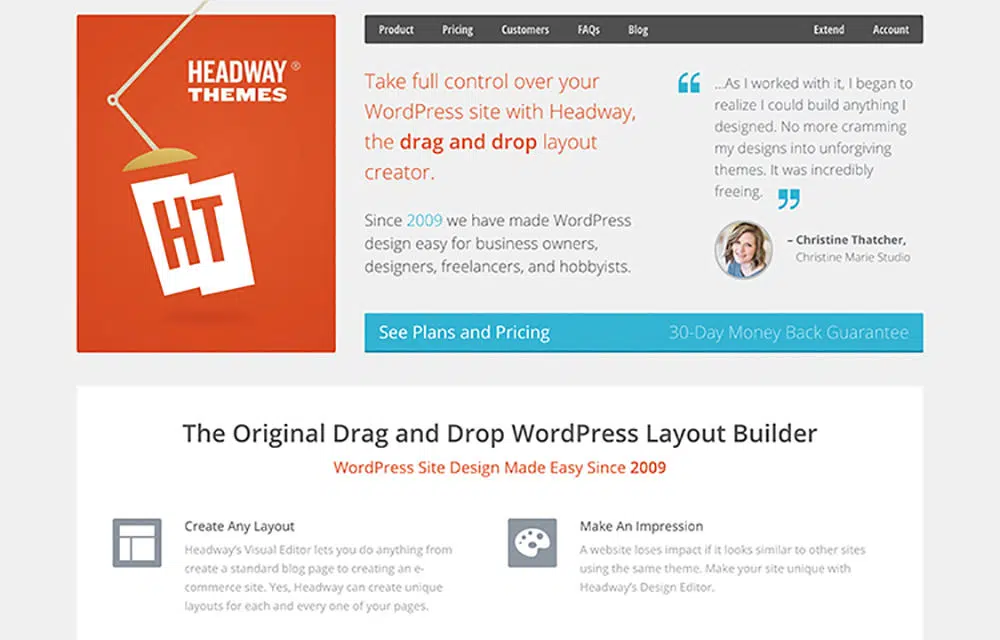 HEADWAY®
THEMES
HT
Product Pricing Customers FAQs Blog Extend Account
Take full control over your
WordPress site with Headway,
the drag and drop layout
creator.
Since 2009 we have made WordPress
design easy for business owners,
designers, freelancers, and hobbyists.
“
...As I worked with it, I began to
realize I could build anything I
designed. No more cramming
my designs into unforgiving
themes. It was incredibly
freeing. ”
– Christine Thatcher,
Christine Marie Studio
See Plans and Pricing 30-Day Money Back Guarantee
The Original Drag and Drop WordPress Layout Builder
WordPress Site Design Made Easy Since 2009
Create Any Layout
Headway's Visual Editor lets you do anything from
create a standard blog page to creating an e-
commerce site. Yes, Headway can create unique
layouts for each and every one of your pages.
Make An Impression
A website loses impact if it looks similar to other sites
using the same theme. Make your site unique with
Headway's Design Editor.